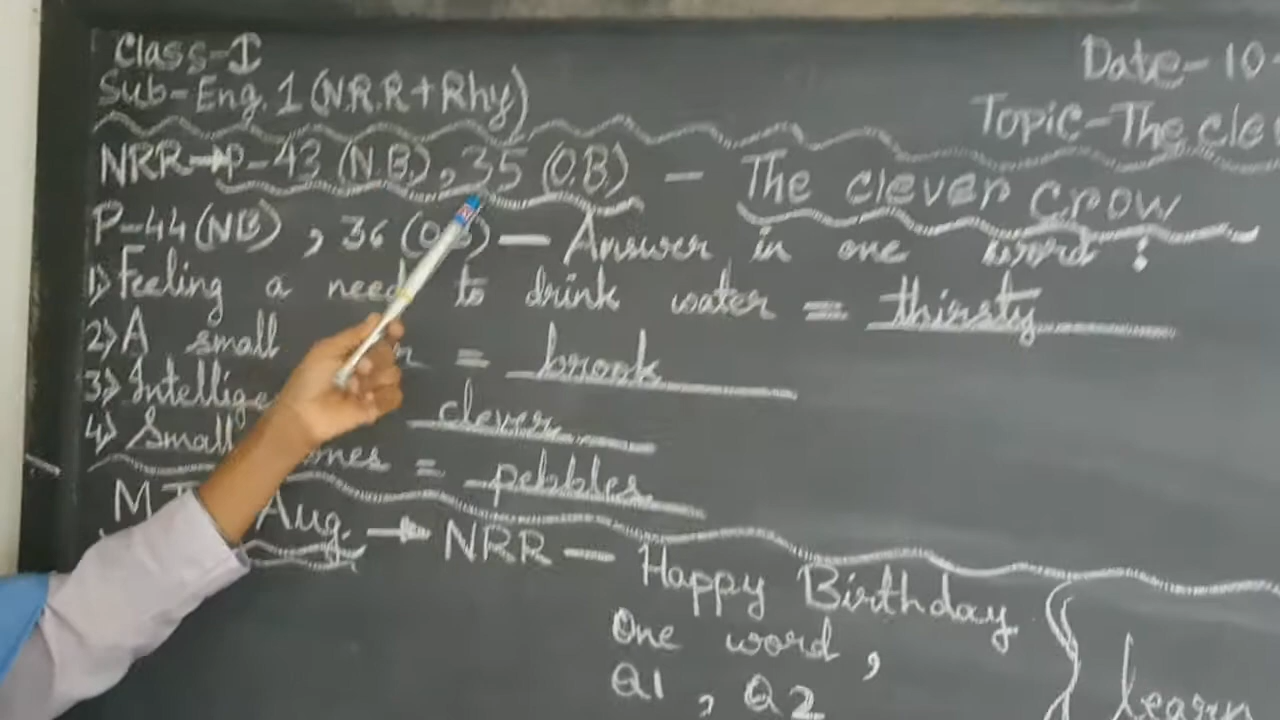 Class-I
Date-10-
Sub-Eng.1(N.R.R+Rhy)
Topic-The cle
NRR→P-43(N.B.),35(O.B) - The clever crow
P-44(NB), 36(O.B) - Answer in one word:
1) Feeling a need to drink water = thirsty
2) A small = brook
3) clever
4) Small = pebbles
Aug. → NRR - Happy Birthday
One word,
Q1, Q2
learn